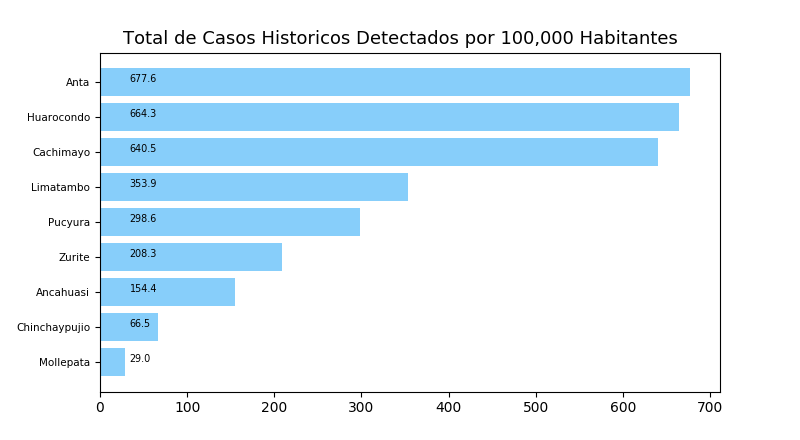 Total de Casos Historicos Detectados por 100,000 Habitantes
Anta 677.6
Huarocondo 664.3
Cachimayo 640.5
Limatambo 353.9
Pucyura 298.6
Zurite 208.3
Ancahuasi 154.4
Chinchaypujio 66.5
Mollepata 29.0
0 100 200 300 400 500 600 700